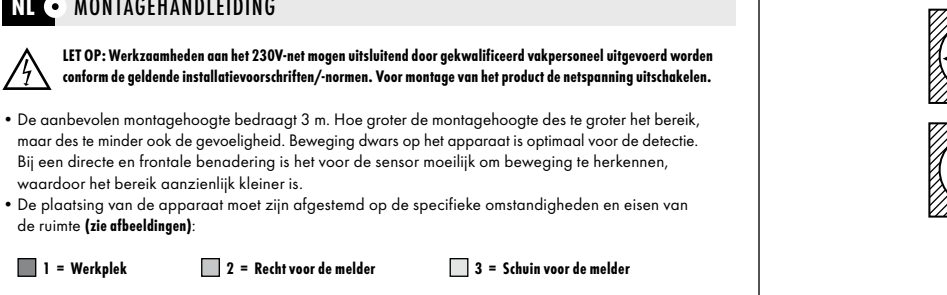 NL MONTAGEHANDLEIDING
LET OP: Werkzaamheden aan het 230V-net mogen uitsluitend door gekwalificeerd vakpersoneel uitgevoerd worden
conform de geldende installatievoorschriften/-normen. Voor montage van het product de netspanning uitschakelen.
• De aanbevolen montagehoogte bedraagt 3 m. Hoe groter de montagehoogte des te groter het bereik,
maar des te minder ook de gevoeligheid. Beweging dwars op het apparaat is optimaal voor de detectie.
Bij een directe en frontale benadering is het voor de sensor moeilijk om beweging te herkennen,
waardoor het bereik aanzienlijk kleiner is.
• De plaatsing van de apparaat moet zijn afgestemd op de specifieke omstandigheden en eisen van
de ruimte (zie afbeeldingen):
1 = Werkplek 2 = Recht voor de melder 3 = Schuin voor de melder